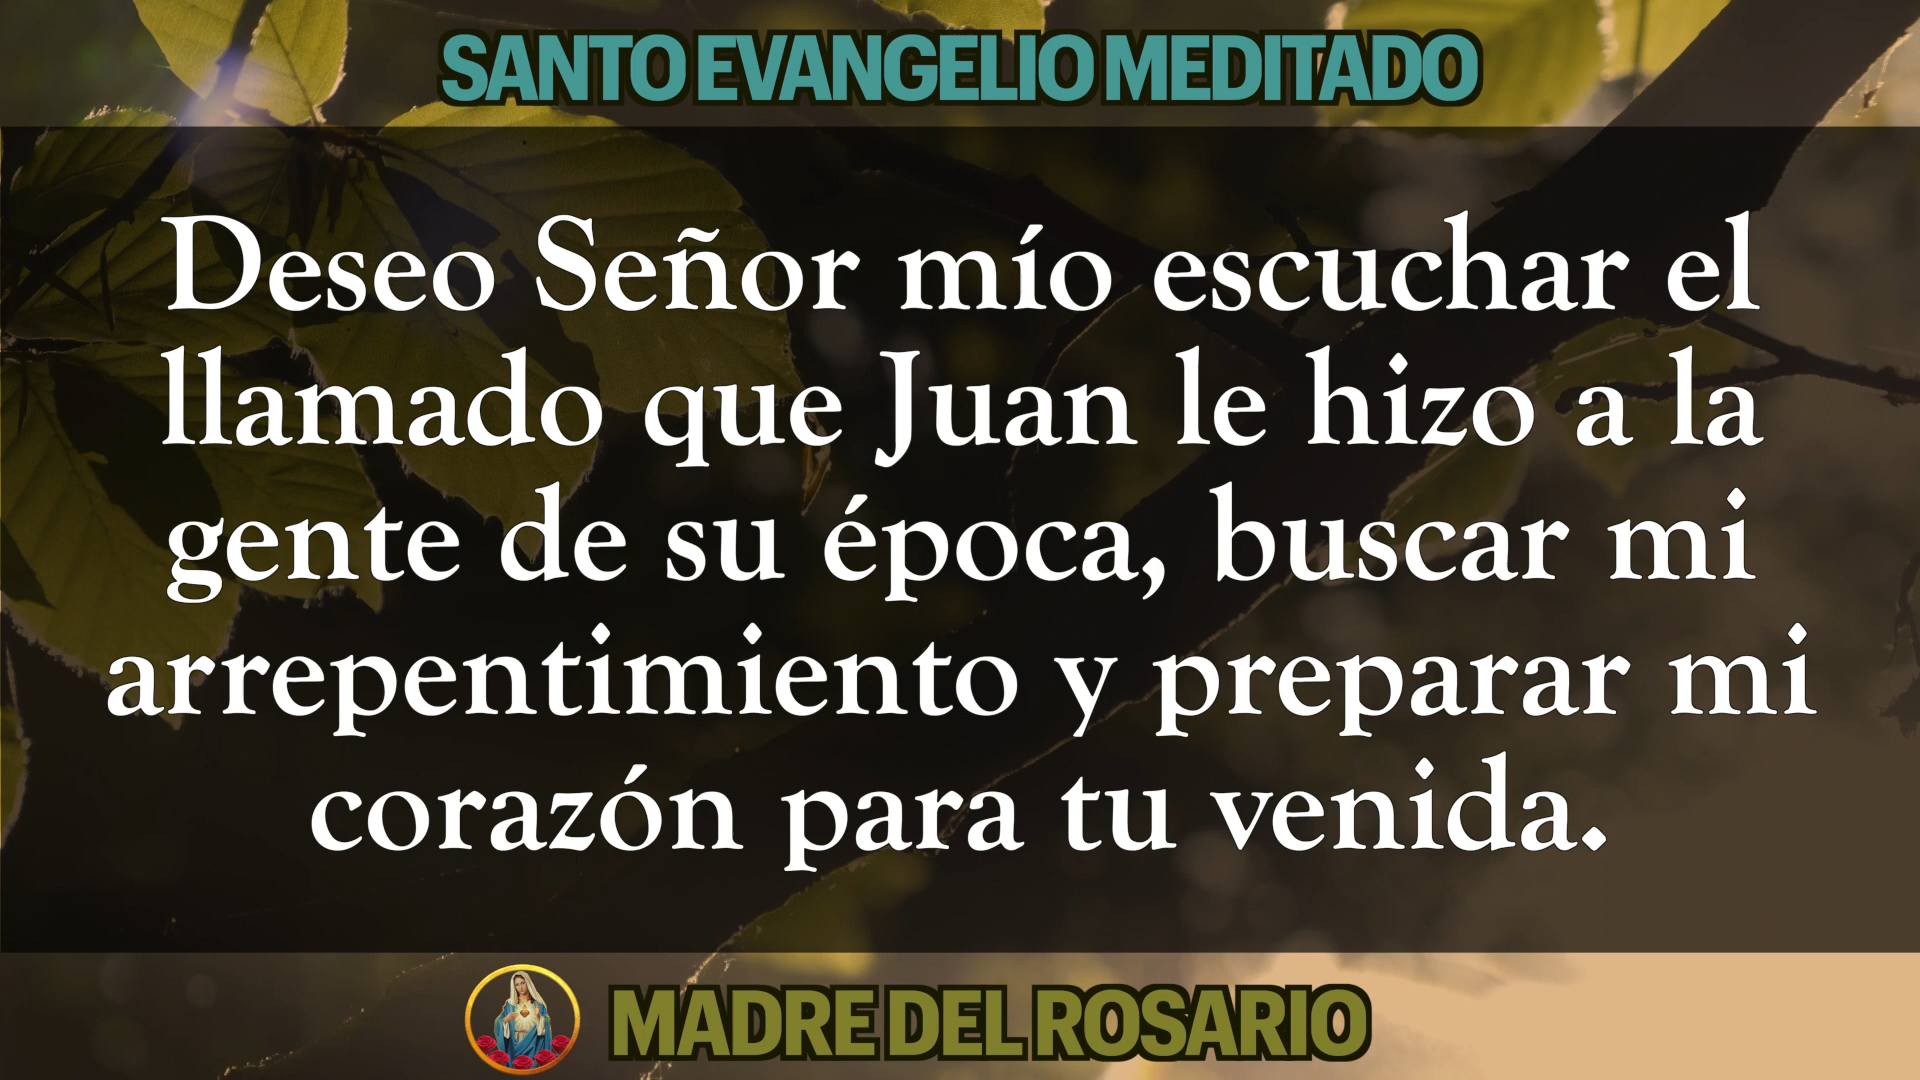 SANTO EVANGELIO MEDITADO
Deseo Señor mío escuchar el
llamado que Juan le hizo a la
gente de su época, buscar mi
arrepentimiento y preparar mi
corazón para tu venida.
MADRE DEL ROSARIO